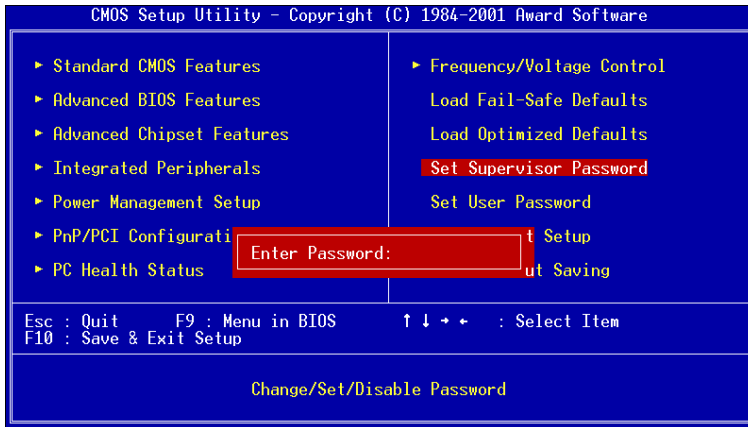 CMOS Setup Utility - Copyright (C) 1984-2001 Award Software
► Standard CMOS Features
► Advanced BIOS Features
► Advanced Chipset Features
► Integrated Peripherals
► Power Management Setup
► PnP/PCI Configurati
► PC Health Status
► Frequency/Voltage Control
Load Fail-Safe Defaults
Load Optimized Defaults
Set Supervisor Password
Set User Password
t Setup
ut Saving
Enter Password:
Esc : Quit F9 : Menu in BIOS ↑ ↓ → ← : Select Item
F10 : Save & Exit Setup
Change/Set/Disable Password